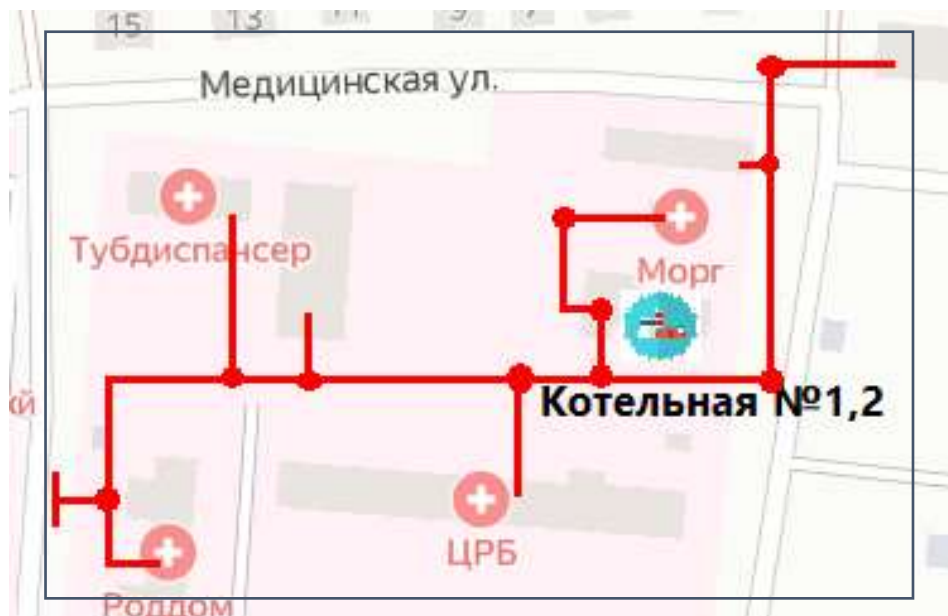 15
13
Медицинская ул.
Тубдиспансер
Морг
Котельная №1,2
ЦРБ
Роддом